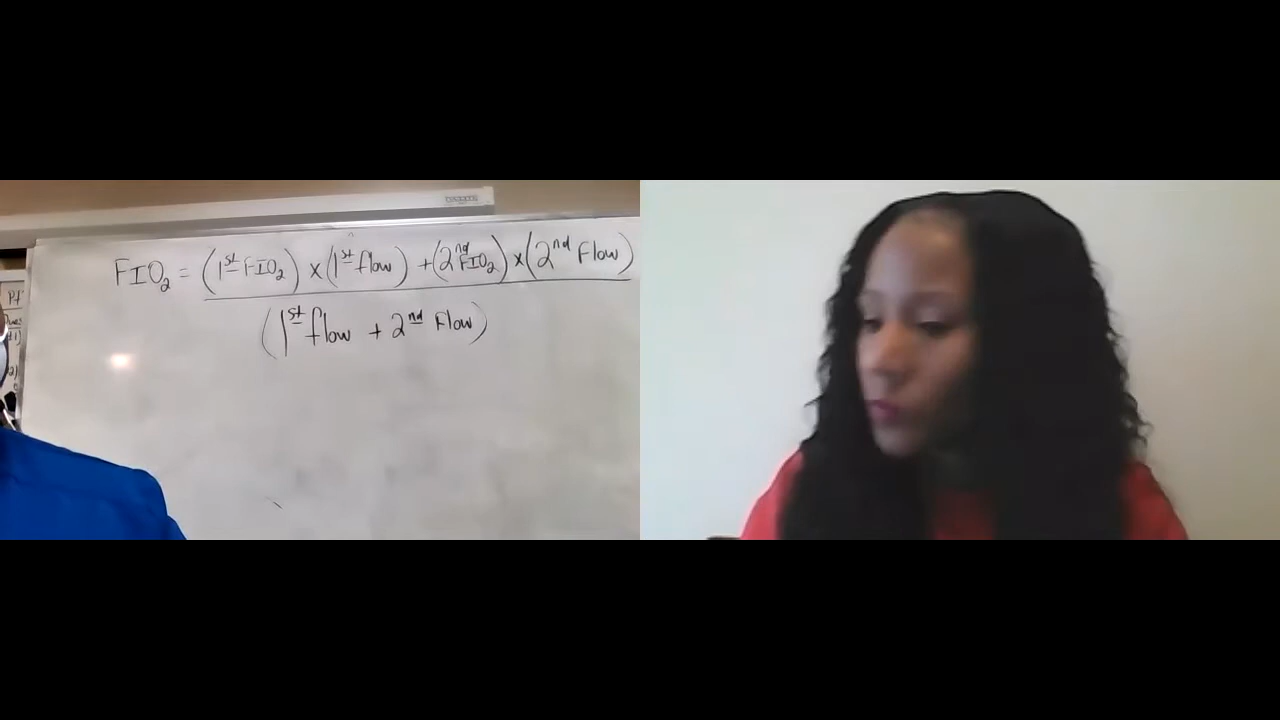 FIO₂ = (1st FIO₂) x (1st flow) + (2nd FIO₂) x (2nd Flow)
(1st flow + 2nd Flow)